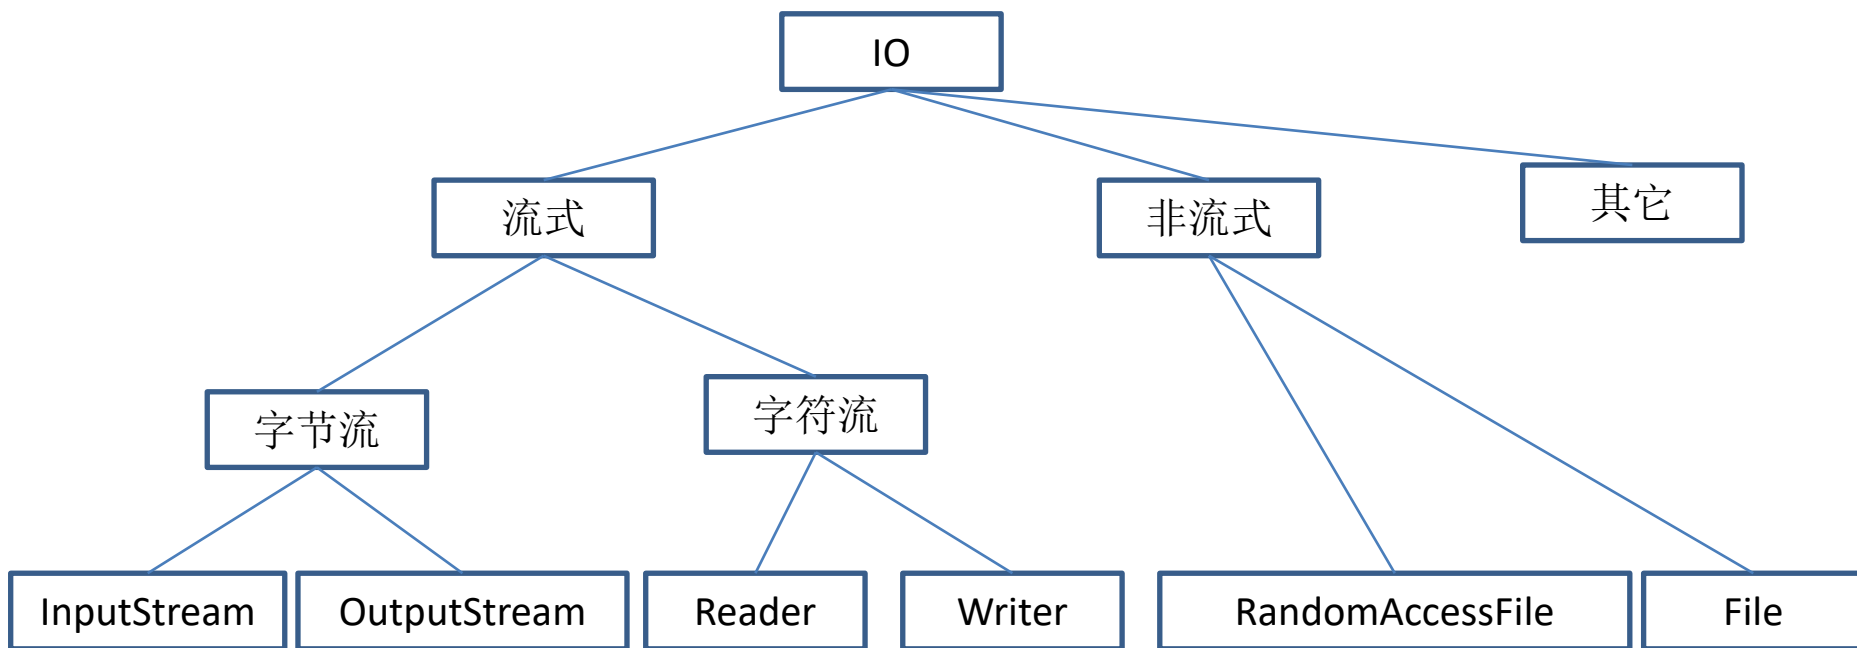 IO
流式
非流式
其它
字节流
字符流
InputStream
OutputStream
Reader
Writer
RandomAccessFile
File